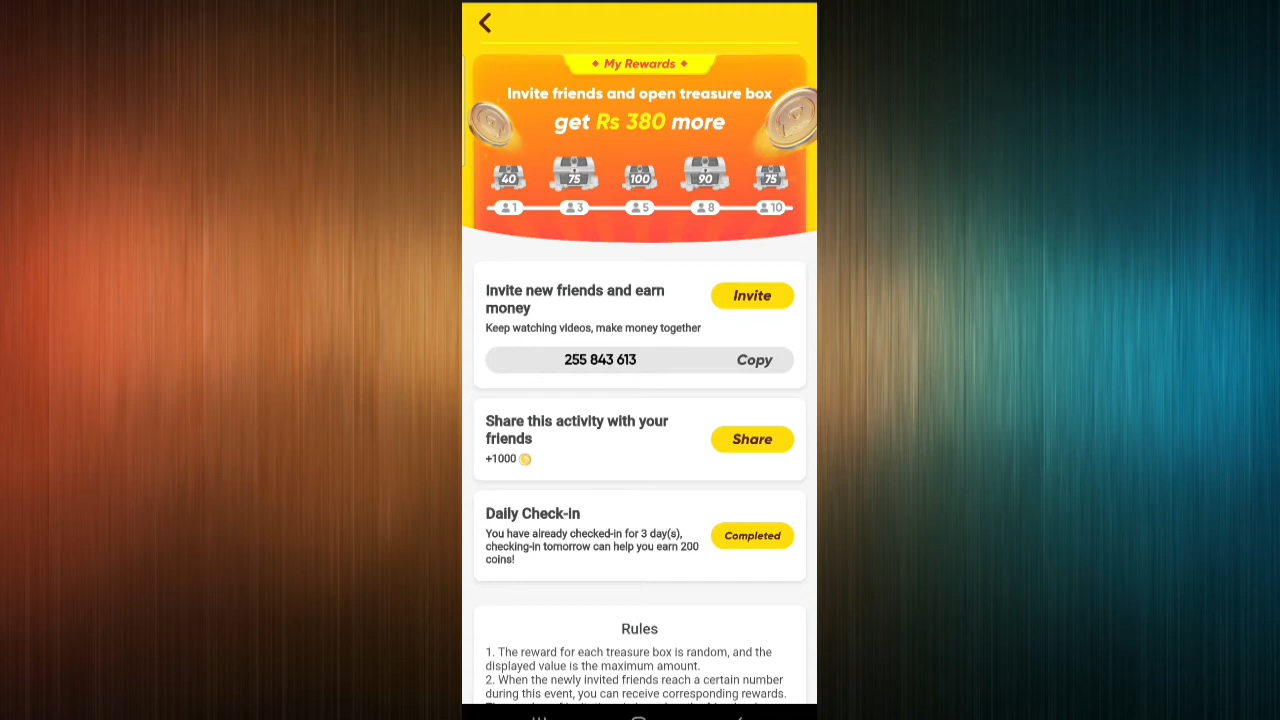 My Rewards
Invite friends and open treasure box
get Rs 380 more
40 75 100 90 75
1 3 5 8 10
Invite new friends and earn
money
Invite
Keep watching videos, make money together
255 843 613 Copy
Share this activity with your
friends
Share
+1000
Daily Check-in
You have already checked-in for 3 day(s),
checking-in tomorrow can help you earn 200
coins!
Completed
Rules
1. The reward for each treasure box is random, and the
displayed value is the maximum amount.
2. When the newly invited friends reach a certain number
during this event, you can receive corresponding rewards.